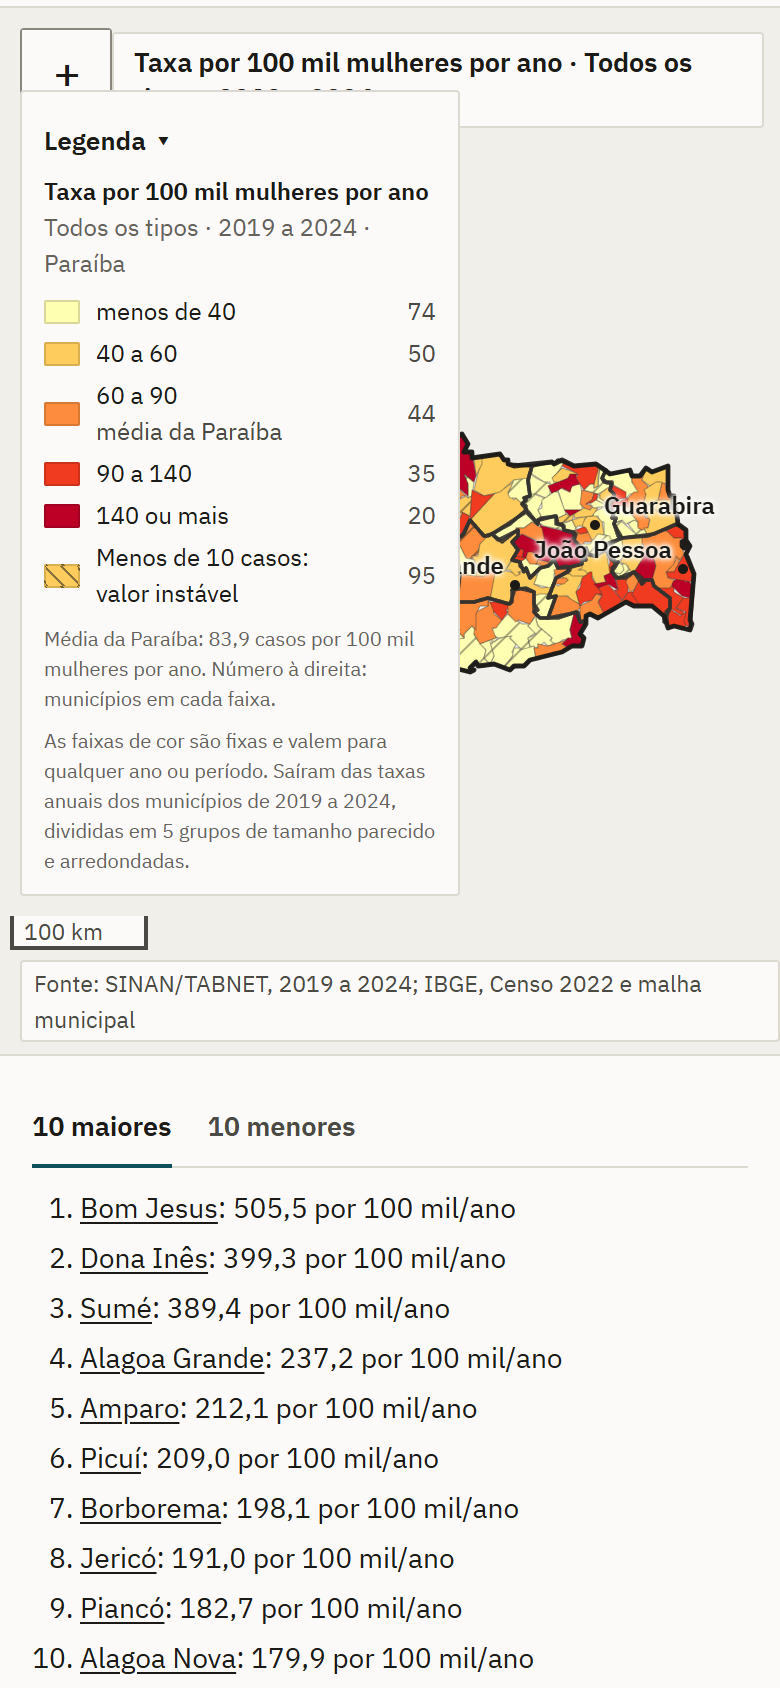 +
Taxa por 100 mil mulheres por ano · Todos os
Legenda ▼
Taxa por 100 mil mulheres por ano
Todos os tipos · 2019 a 2024 ·
Paraíba
menos de 40 74
40 a 60 50
60 a 90
média da Paraíba 44
90 a 140 35
140 ou mais 20
Menos de 10 casos:
valor instável 95
Média da Paraíba: 83,9 casos por 100 mil
mulheres por ano. Número à direita:
municípios em cada faixa.
As faixas de cor são fixas e valem para
qualquer ano ou período. Saíram das taxas
anuais dos municípios de 2019 a 2024,
divididas em 5 grupos de tamanho parecido
e arredondadas.
Guarabira
João Pessoa
nde
100 km
Fonte: SINAN/TABNET, 2019 a 2024; IBGE, Censo 2022 e malha
municipal
10 maiores 10 menores
1. Bom Jesus: 505,5 por 100 mil/ano
2. Dona Inês: 399,3 por 100 mil/ano
3. Sumé: 389,4 por 100 mil/ano
4. Alagoa Grande: 237,2 por 100 mil/ano
5. Amparo: 212,1 por 100 mil/ano
6. Picuí: 209,0 por 100 mil/ano
7. Borborema: 198,1 por 100 mil/ano
8. Jericó: 191,0 por 100 mil/ano
9. Piancó: 182,7 por 100 mil/ano
10. Alagoa Nova: 179,9 por 100 mil/ano